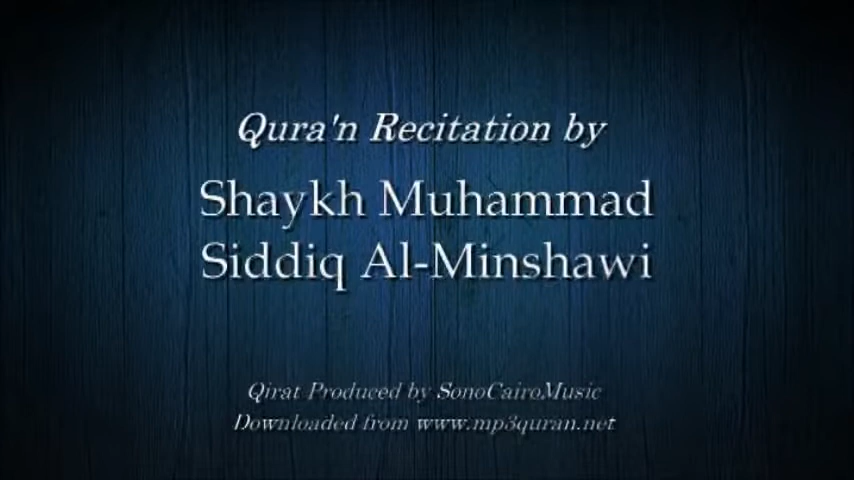 Qura'n Recitation by
Shaykh Muhammad
Siddiq Al-Minshawi
Qirat Produced by SonoCairoMusic
Downloaded from www.mp3quran.net